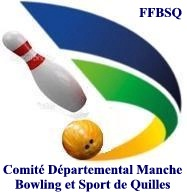 FFBSQ
Comité Départemental Manche
Bowling et Sport de Quilles